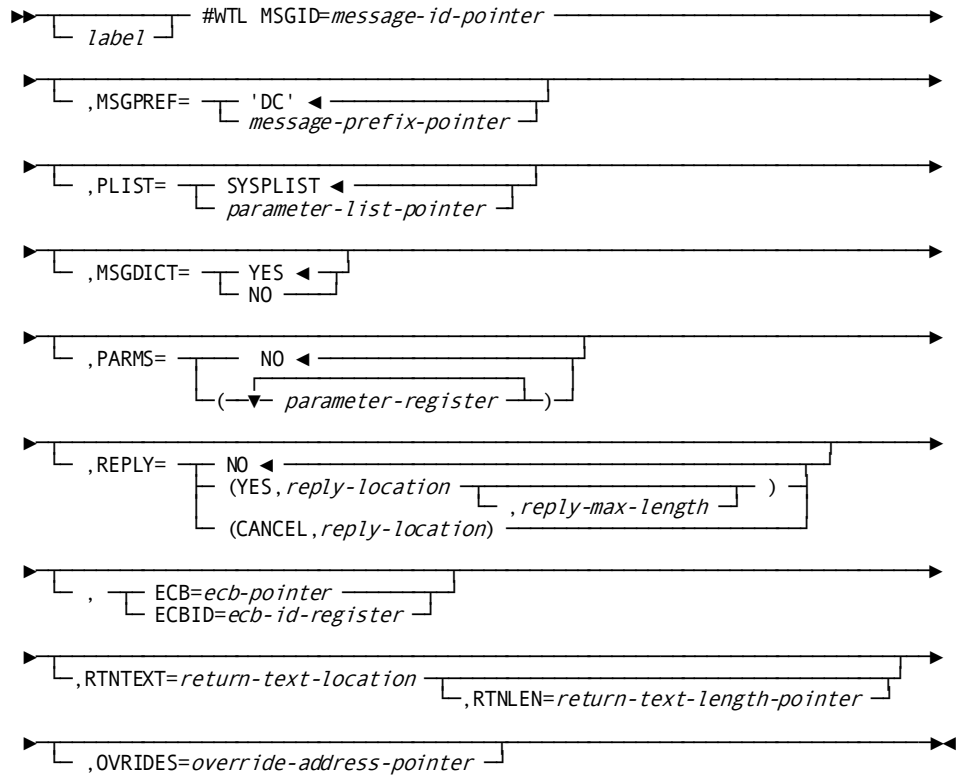 #WTL MSGID=message-id-pointer
label
,MSGPREF= 'DC' ◄
message-prefix-pointer
,PLIST= SYSPLIST ◄
parameter-list-pointer
,MSGDICT= YES ◄
NO
,PARMS= NO ◄
( parameter-register )
,REPLY= NO ◄
(YES,reply-location )
,reply-max-length
(CANCEL,reply-location)
, ECB=ecb-pointer
ECBID=ecb-id-register
,RTNTEXT=return-text-location
,RTNLEN=return-text-length-pointer
,OVRIDES=override-address-pointer